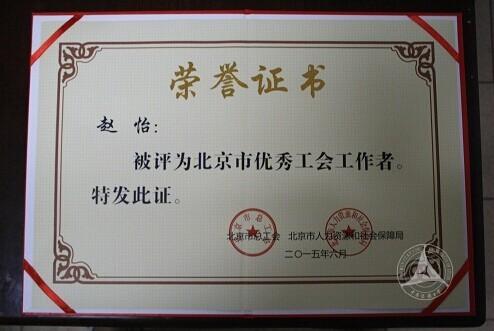 荣誉证书
赵怡：
被评为北京市优秀工会工作者。
特发此证。
北京市总工会 北京市人力资源和社会保障局
二〇一五年六月